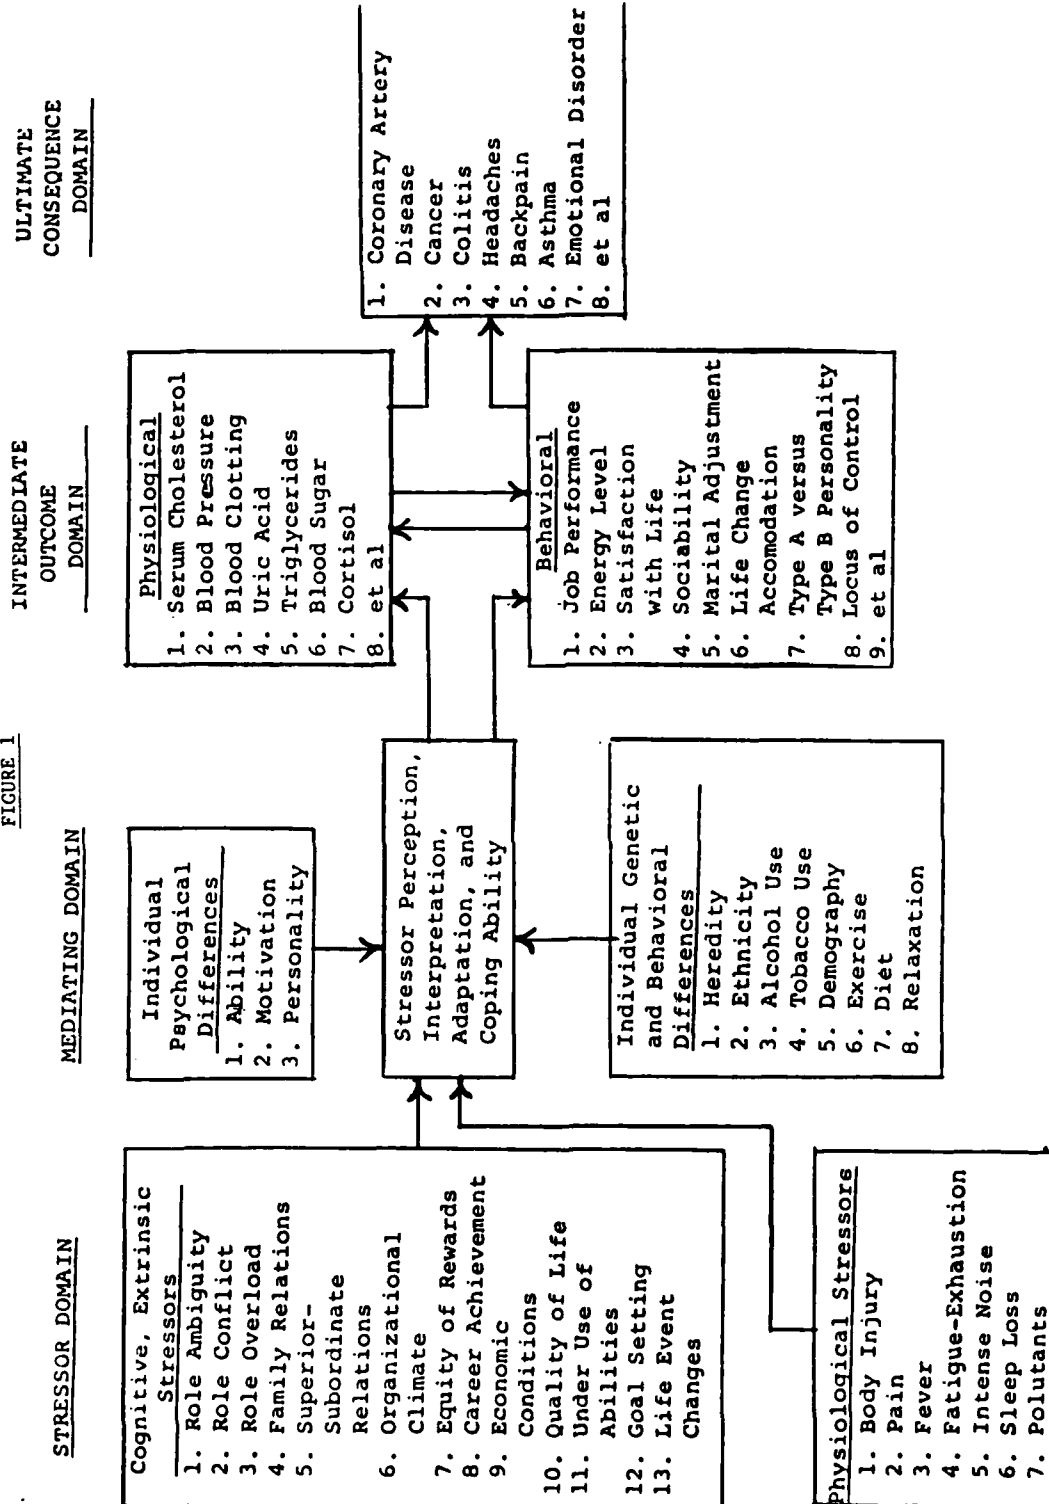 FIGURE 1
STRESSOR DOMAIN
Cognitive, Extrinsic
Stressors
1. Role Ambiguity
2. Role Conflict
3. Role Overload
4. Family Relations
5. Superior-
Subordinate
Relations
6. Organizational
Climate
7. Equity of Rewards
8. Career Achievement
9. Economic
Conditions
10. Quality of Life
11. Under Use of
Abilities
12. Goal Setting
13. Life Event
Changes
Physiological Stressors
1. Body Injury
2. Pain
3. Fever
4. Fatigue-Exhaustion
5. Intense Noise
6. Sleep Loss
7. Polutants
MEDIATING DOMAIN
Individual
Psychological
Differences
1. Ability
2. Motivation
3. Personality
Stressor Perception,
Interpretation,
Adaptation, and
Coping Ability
Individual Genetic
and Behavioral
Differences
1. Heredity
2. Ethnicity
3. Alcohol Use
4. Tobacco Use
5. Demography
6. Exercise
7. Diet
8. Relaxation
INTERMEDIATE
OUTCOME
DOMAIN
Physiological
1. Serum Cholesterol
2. Blood Pressure
3. Blood Clotting
4. Uric Acid
5. Triglycerides
6. Blood Sugar
7. Cortisol
8. et al
Behavioral
1. Job Performance
2. Energy Level
3. Satisfaction
with Life
4. Sociability
5. Marital Adjustment
6. Life Change
Accomodation
7. Type A versus
Type B Personality
8. Locus of Control
9. et al
ULTIMATE
CONSEQUENCE
DOMAIN
1. Coronary Artery
Disease
2. Cancer
3. Colitis
4. Headaches
5. Backpain
6. Asthma
7. Emotional Disorder
8. et al